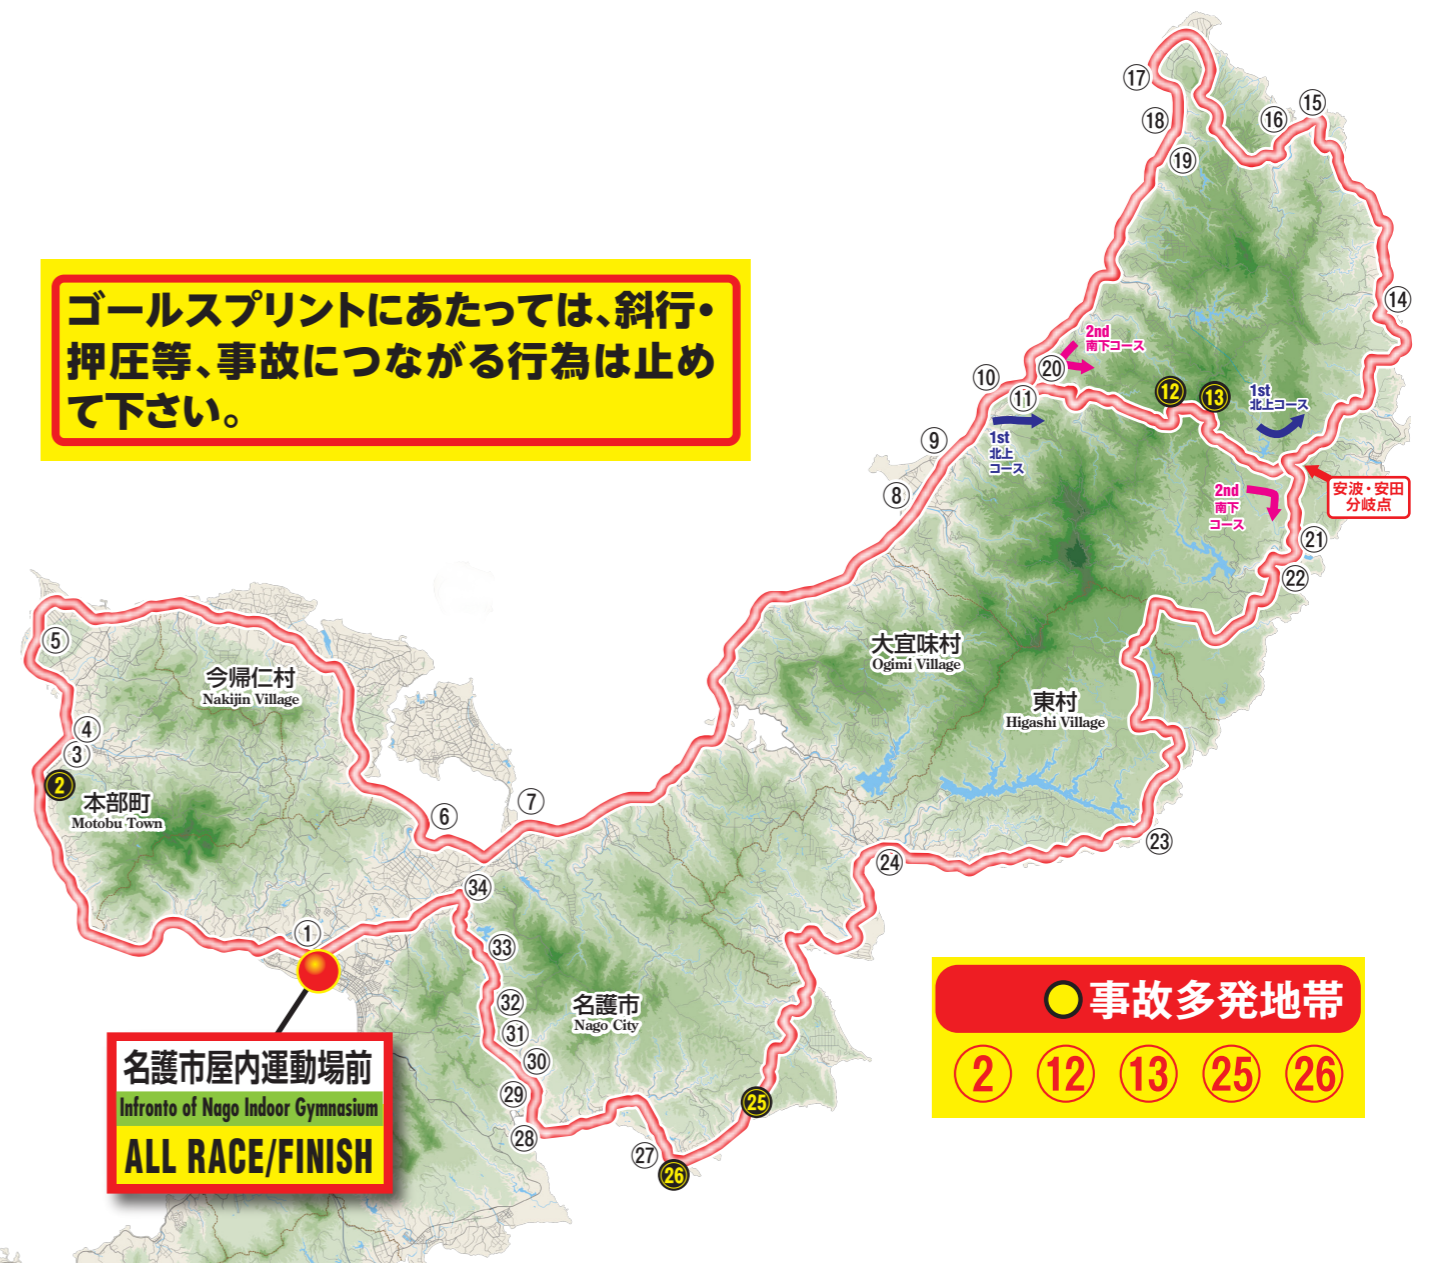 ⑰
⑱
⑲
⑯
⑮
⑭
ゴールスプリントにあたっては、斜行・
押圧等、事故につながる行為は止め
て下さい。
2nd
南下コース
⑳
⑩
⑪
⑫
⑬
1st
北上コース
1st
北上
コース
⑨
⑧
2nd
南下
コース
安波・安田
分岐点
㉑
㉒
⑤
今帰仁村
Nakijin Village
大宜味村
Ogimi Village
東村
Higashi Village
④
③
②
本部町
Motobu Town
⑥
⑦
㉓
㉔
㉞
①
㉝
㉜
㉛
㉚
㉙
㉘
名護市
Nago City
㉗
㉖
㉕
名護市屋内運動場前
Infronto of Nago Indoor Gymnasium
ALL RACE/FINISH
事故多発地帯
② ⑫ ⑬ ㉕ ㉖